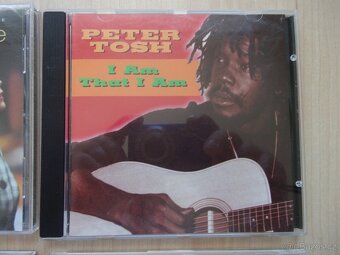 PETER
TOSH
I Am
That I Am
e